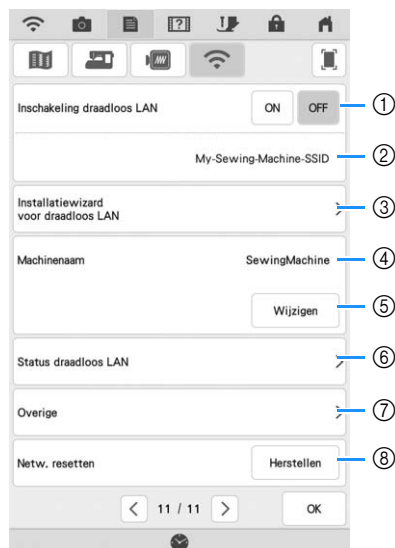 Inschakeling draadloos LAN ON OFF ①
My-Sewing-Machine-SSID ②
Installatiewizard
voor draadloos LAN ③
Machinenaam SewingMachine ④
Wijzigen ⑤
Status draadloos LAN ⑥
Overige ⑦
Netw. resetten Herstellen ⑧
11 / 11 OK